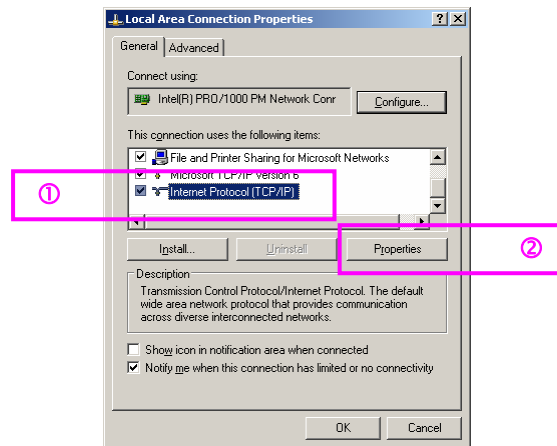 Local Area Connection Properties
General Advanced
Connect using:
Intel(R) PRO/1000 PM Network Conr
Configure...
This connection uses the following items:
File and Printer Sharing for Microsoft Networks
Microsoft TCP/IP version 6
① Internet Protocol (TCP/IP)
Install... Uninstall Properties ②
Description
Transmission Control Protocol/Internet Protocol. The default
wide area network protocol that provides communication
across diverse interconnected networks.
Show icon in notification area when connected
Notify me when this connection has limited or no connectivity
OK Cancel